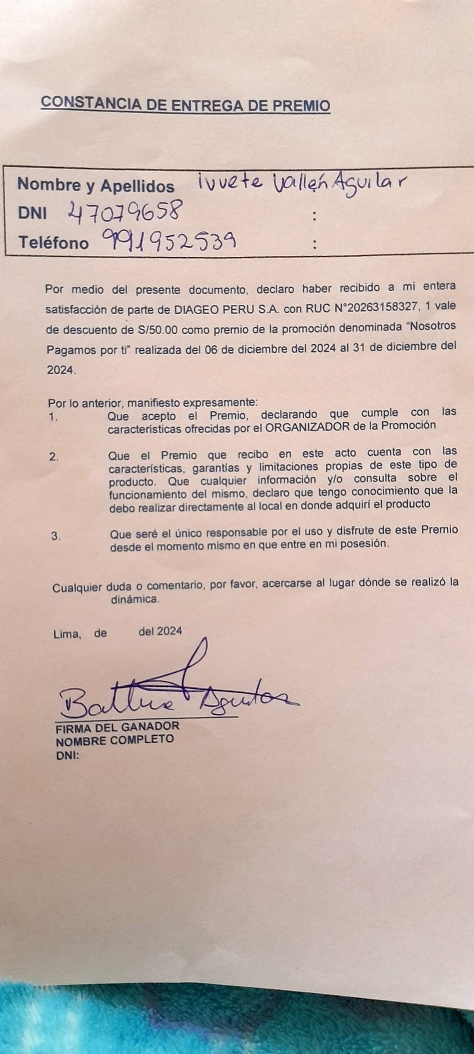 CONSTANCIA DE ENTREGA DE PREMIO
Nombre y Apellidos Ivvete Vallen Aguilar
DNI 47079658 :
Teléfono 991952539 :
Por medio del presente documento, declaro haber recibido a mi entera
satisfacción de parte de DIAGEO PERU S.A. con RUC N°20263158327, 1 vale
de descuento de S/50.00 como premio de la promoción denominada "Nosotros
Pagamos por ti" realizada del 06 de diciembre del 2024 al 31 de diciembre del
2024.
Por lo anterior, manifiesto expresamente:
1. Que acepto el Premio, declarando que cumple con las
características ofrecidas por el ORGANIZADOR de la Promoción
2. Que el Premio que recibo en este acto cuenta con las
características, garantías y limitaciones propias de este tipo de
producto. Que cualquier información y/o consulta sobre el
funcionamiento del mismo, declaro que tengo conocimiento que la
debo realizar directamente al local en donde adquirí el producto
3. Que seré el único responsable por el uso y disfrute de este Premio
desde el momento mismo en que entre en mi posesión.
Cualquier duda o comentario, por favor, acercarse al lugar dónde se realizó la
dinámica.
Lima, de del 2024
Aguilar
FIRMA DEL GANADOR
NOMBRE COMPLETO
DNI: